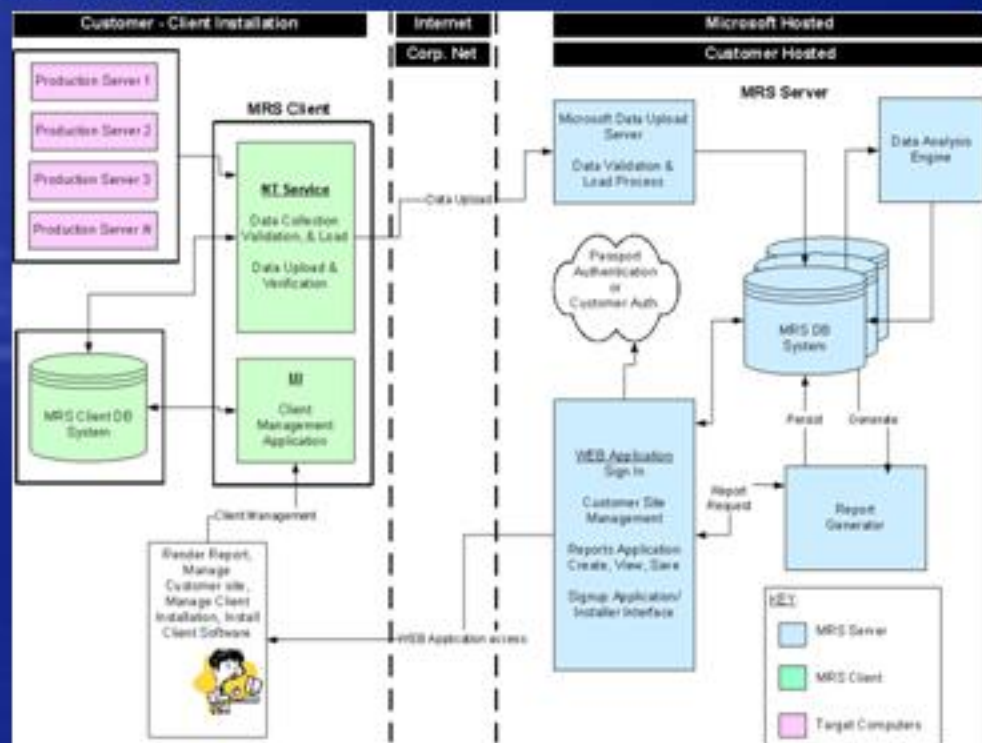 Customer - Client Installation
Internet
Microsoft Hosted
Corp. Net
Customer Hosted
Production Server 1
Production Server 2
Production Server 3
Production Server N
MRS Client
NT Service
Data Collection
Validation, & Load
Data Upload &
Verification
MRS Client DB
System
UI
Client
Management
Application
Client Management
Render Report,
Manage
Customer site,
Manage Client
Installation, Install
Client Software
Data Upload
WEB Application access
MRS Server
Microsoft Data Upload
Server
Data Validation &
Load Process
Data Analysis
Engine
Passport
Authentication
or
Customer Auth.
MRS DB
System
WEB Application
Sign In
Customer Site
Management
Reports Application
Create, View, Save
Signup Application/
Installer Interface
Persist
Generate
Report
Request
Report
Generator
KEY
MRS Server
MRS Client
Target Computers